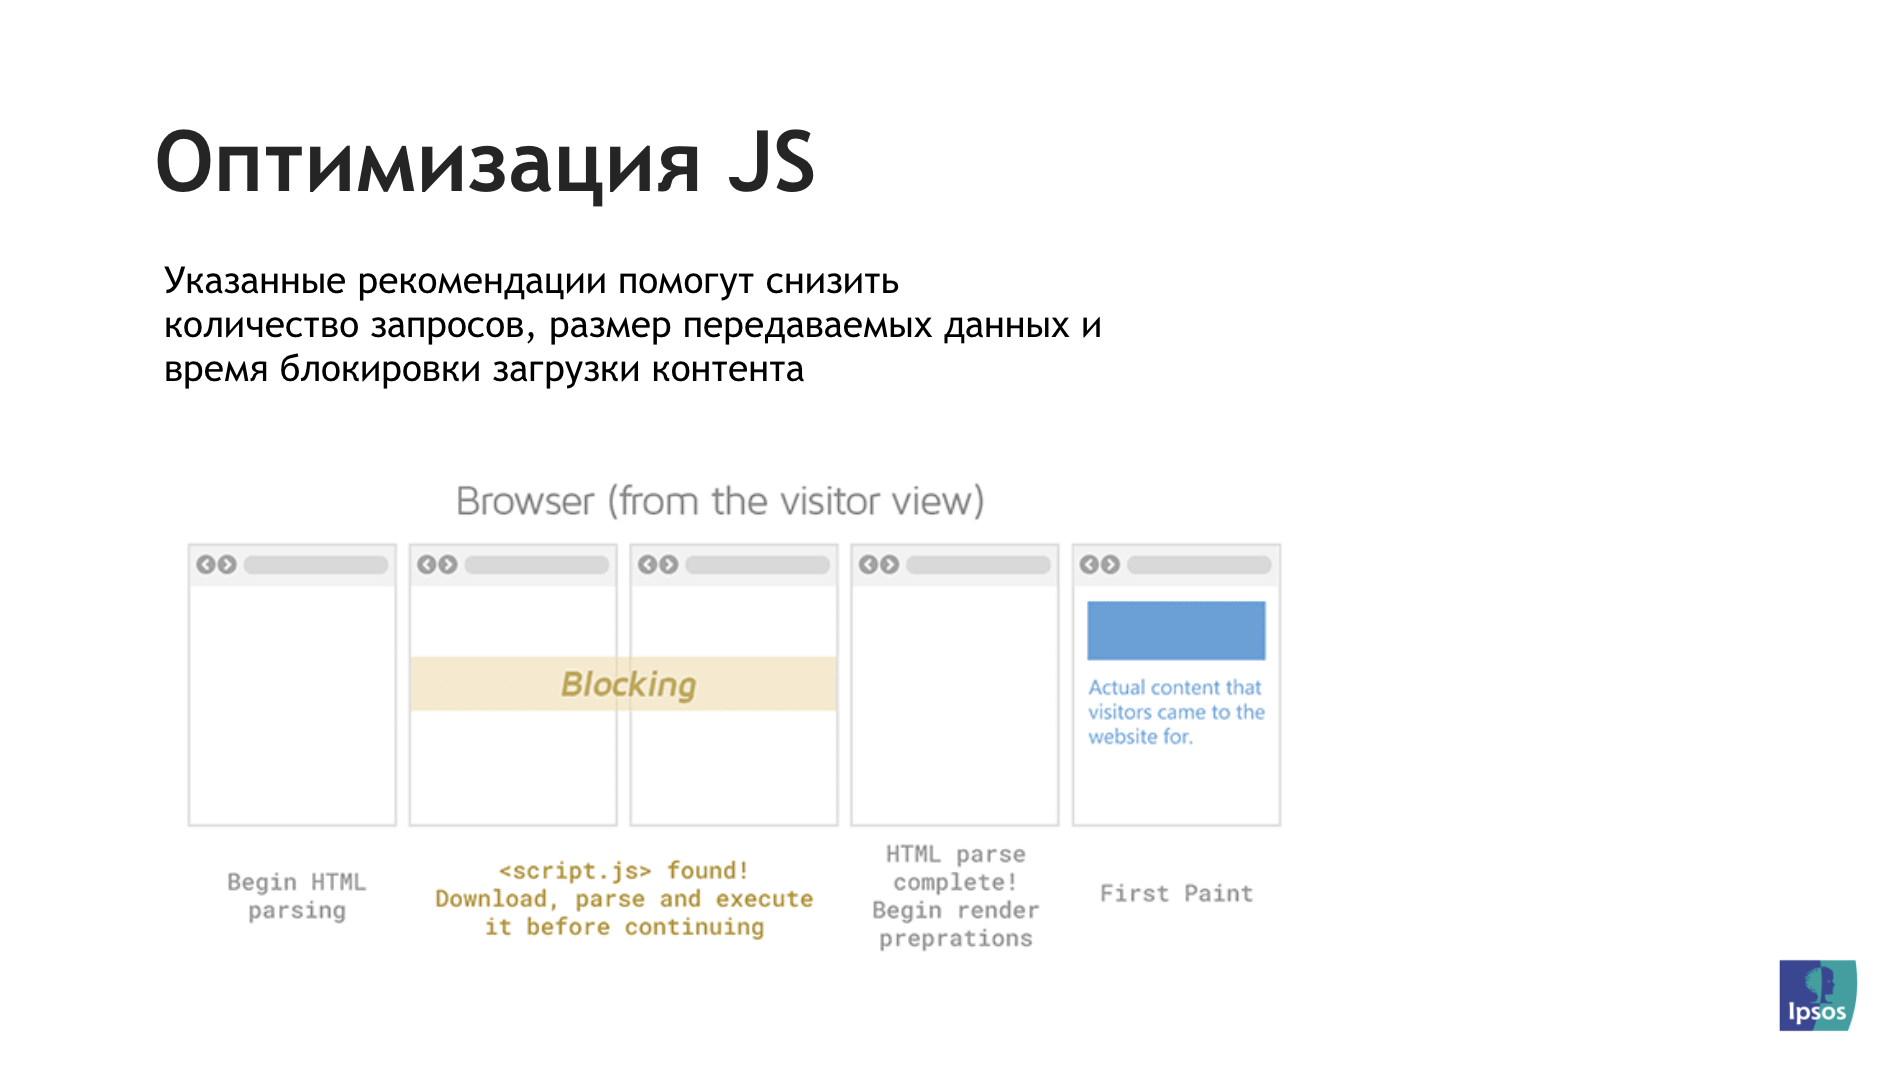 Оптимизация JS
Указанные рекомендации помогут снизить
количество запросов, размер передаваемых данных и
время блокировки загрузки контента
Browser (from the visitor view)
Blocking
Actual content that
visitors came to the
website for.
Begin HTML
parsing
<script.js> found!
Download, parse and execute
it before continuing
HTML parse
complete!
Begin render
preprations
First Paint
Ipsos